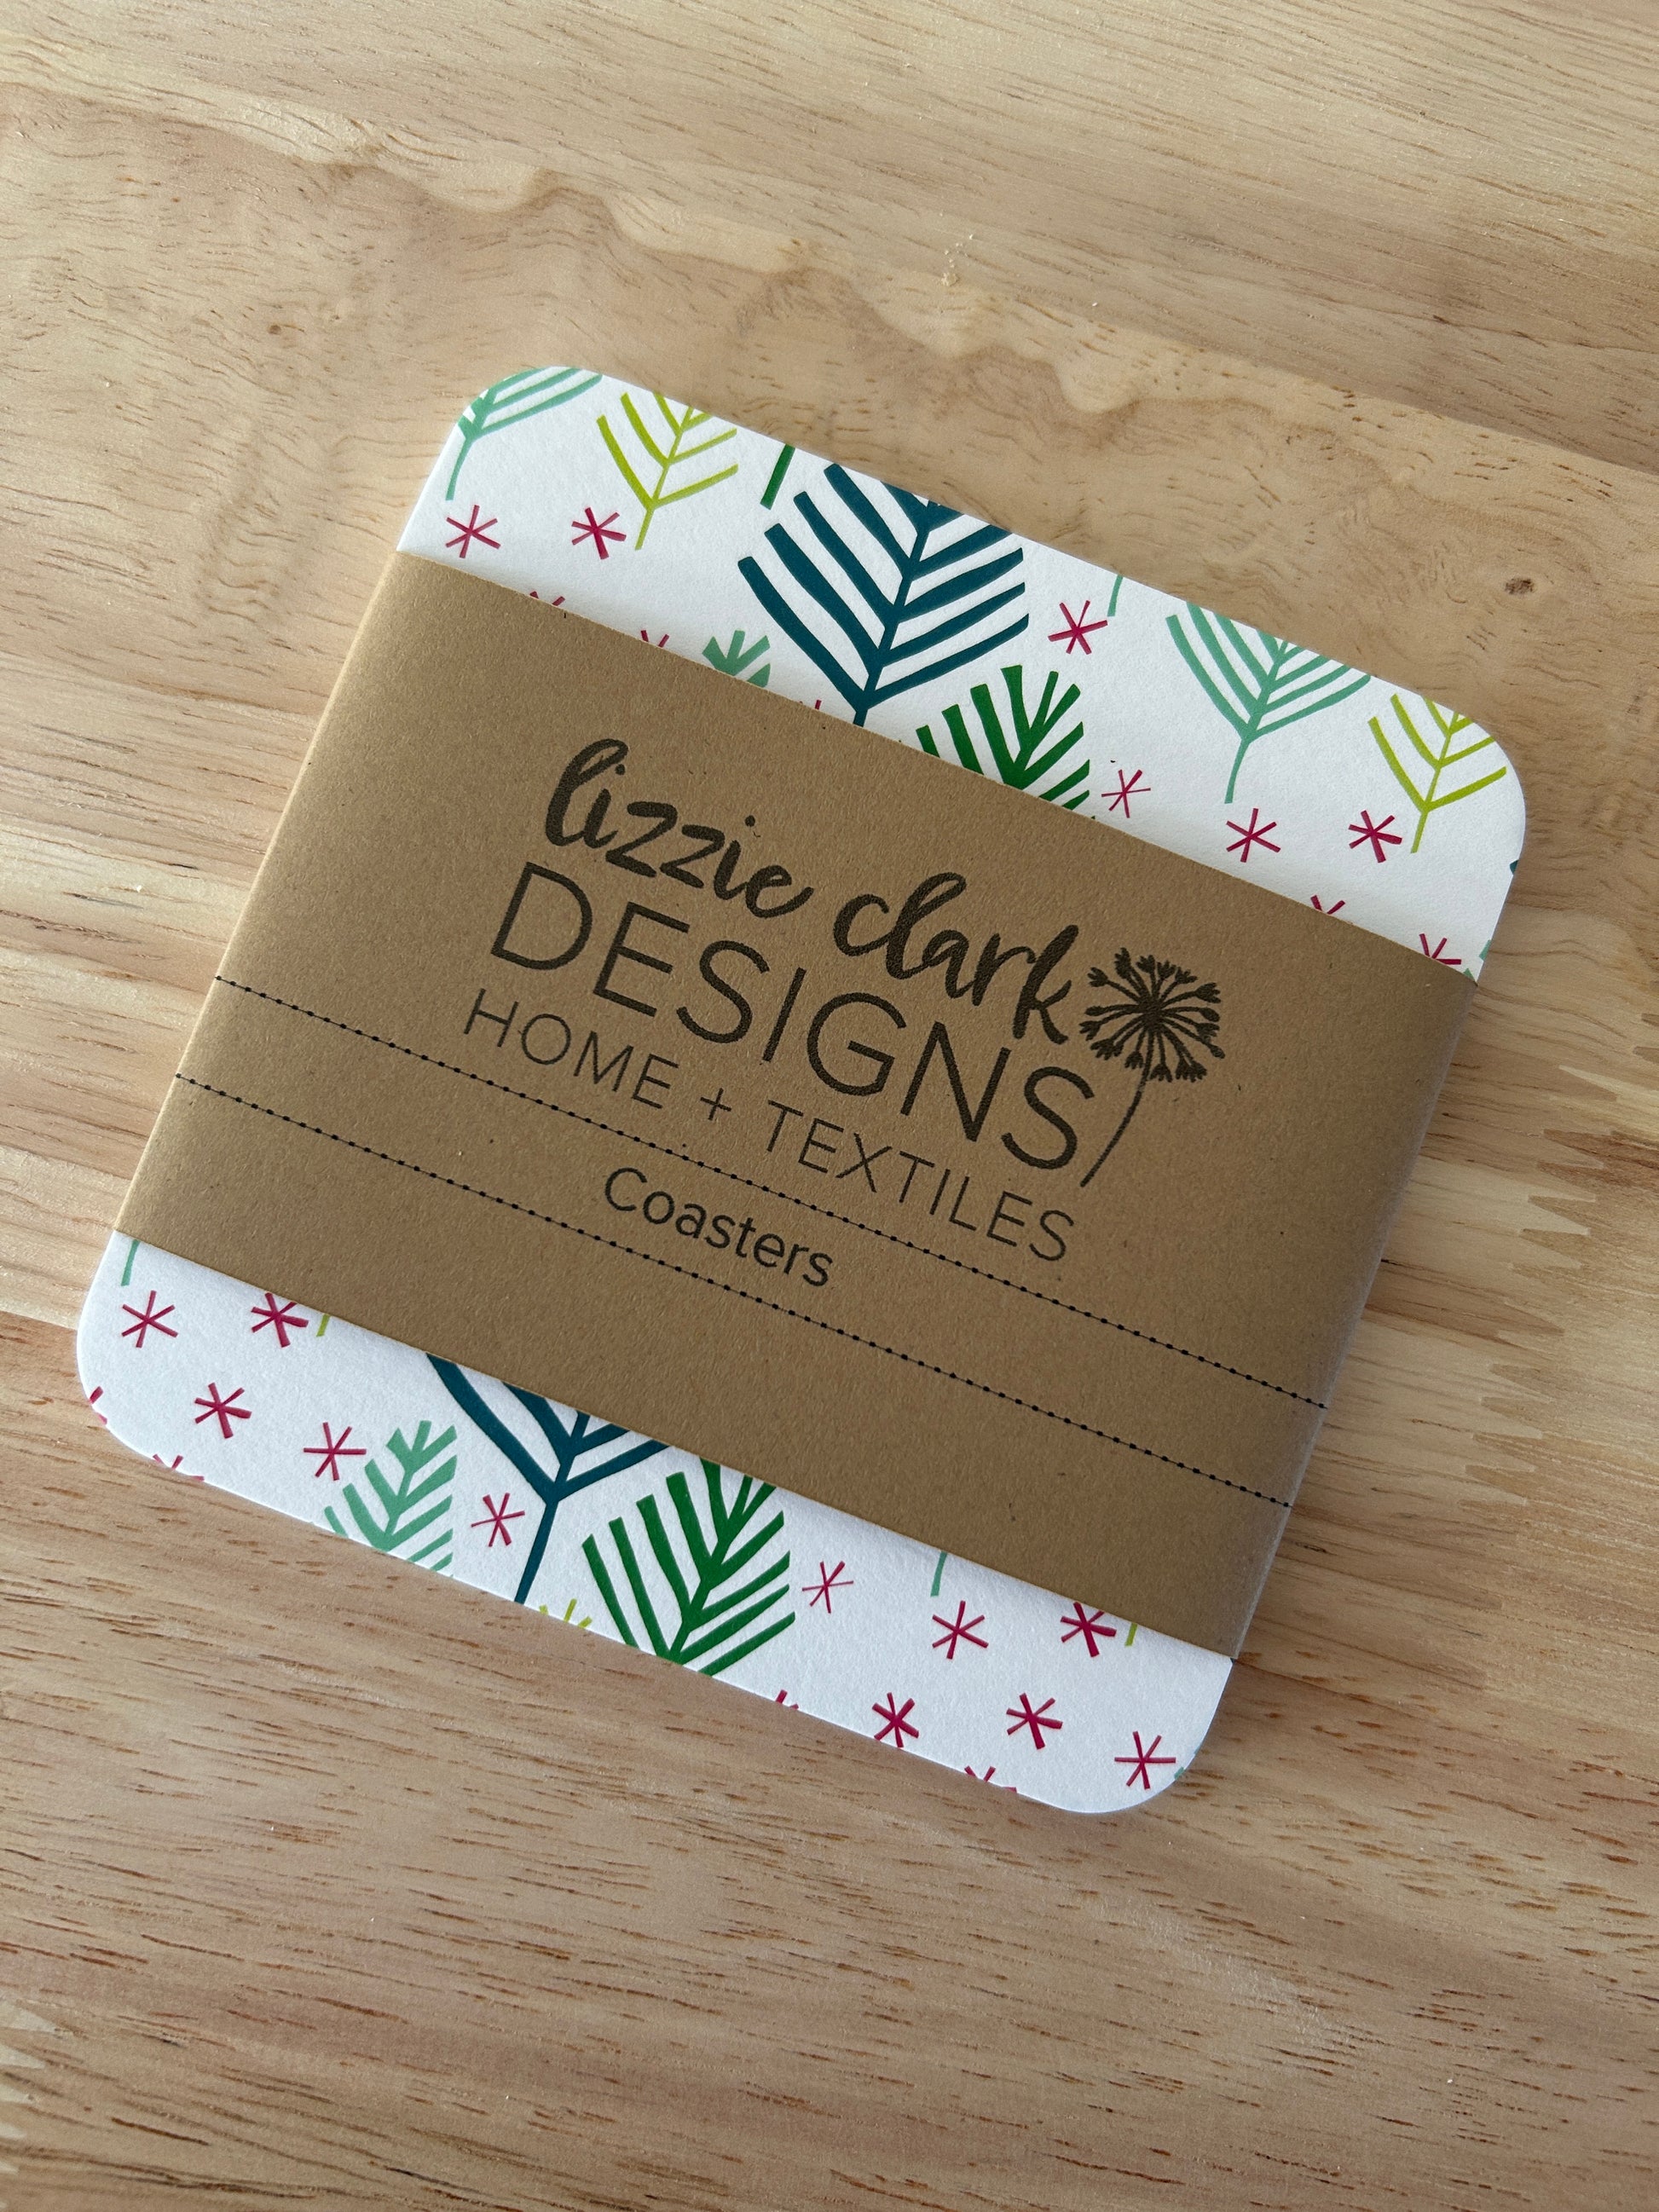 lizzie clark
DESIGNS
HOME + TEXTILES
Coasters